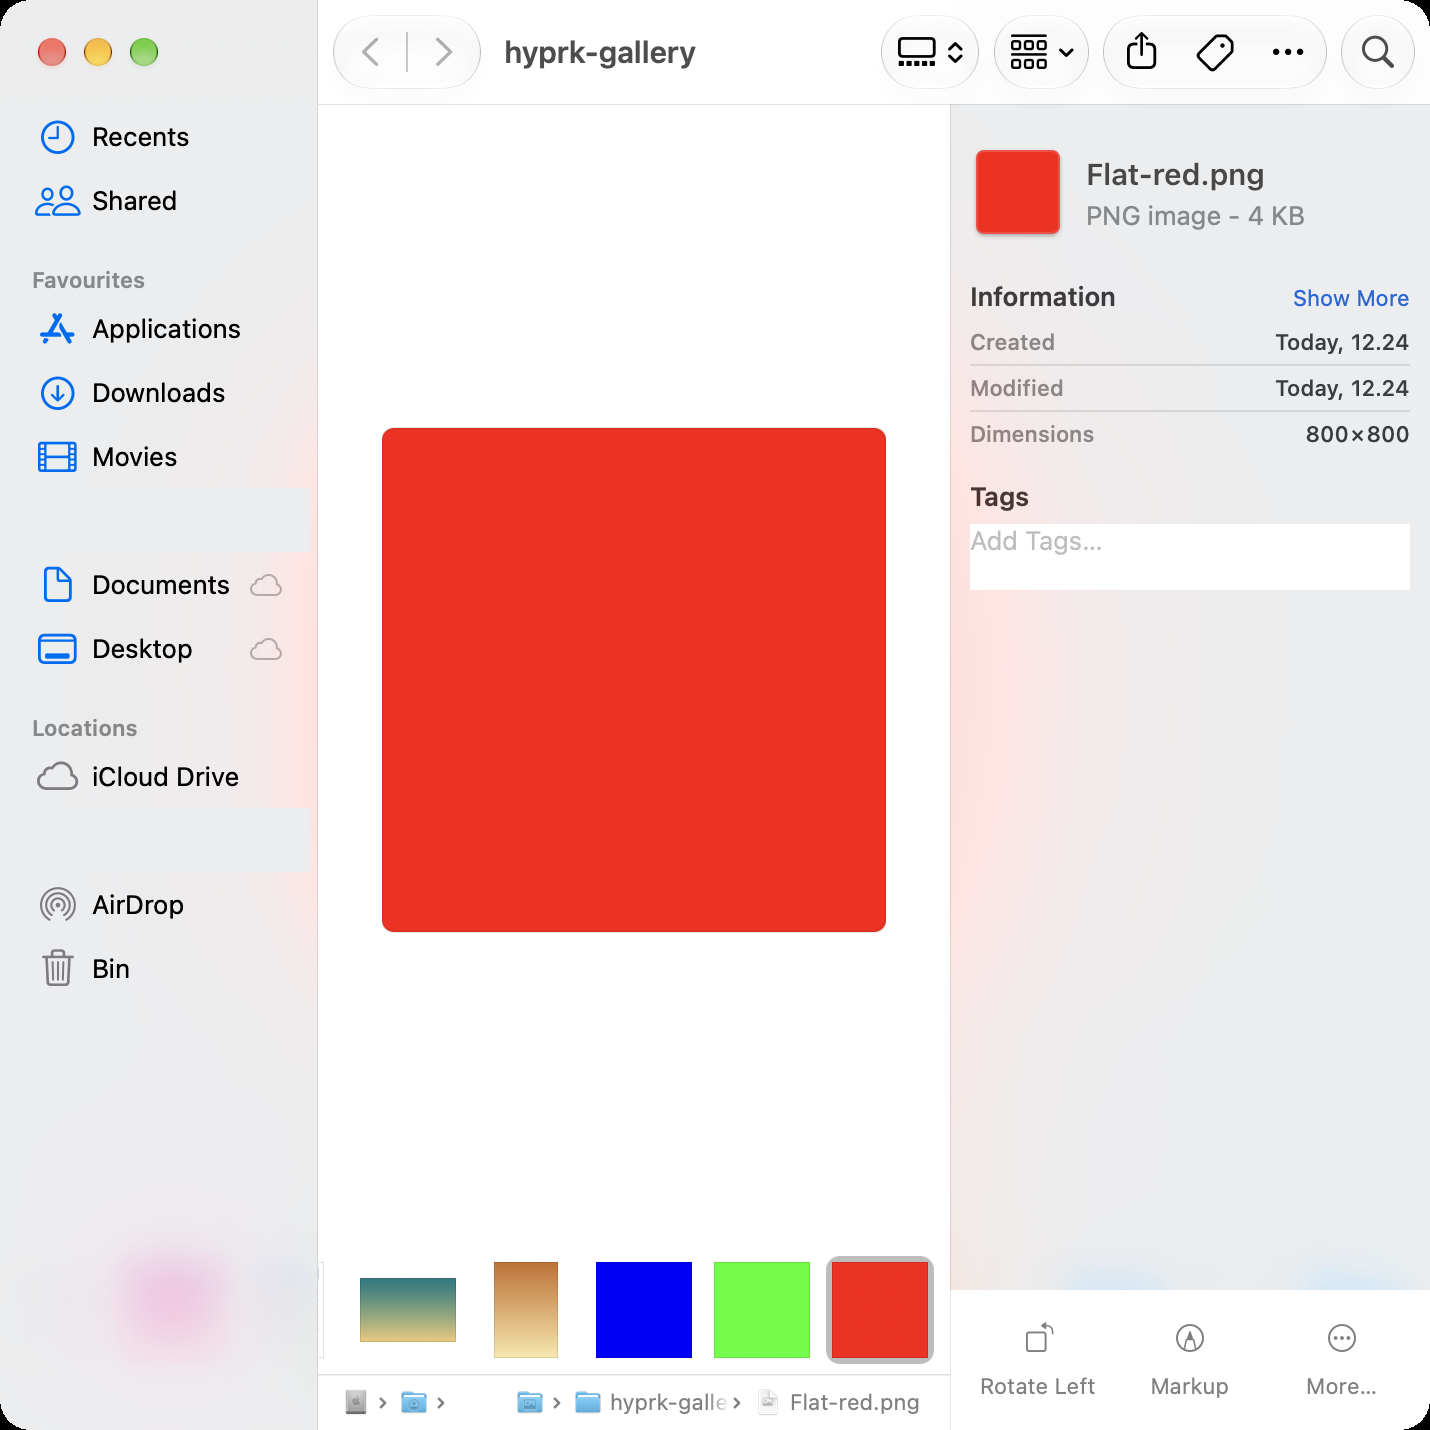 hyprk-gallery
Recents
Shared
Favourites
Applications
Downloads
Movies
Documents
Desktop
Locations
iCloud Drive
AirDrop
Bin
Flat-red.png
PNG image - 4 KB
Information Show More
Created Today, 12.24
Modified Today, 12.24
Dimensions 800×800
Tags
Add Tags...
Rotate Left Markup More...
hyprk-galle Flat-red.png